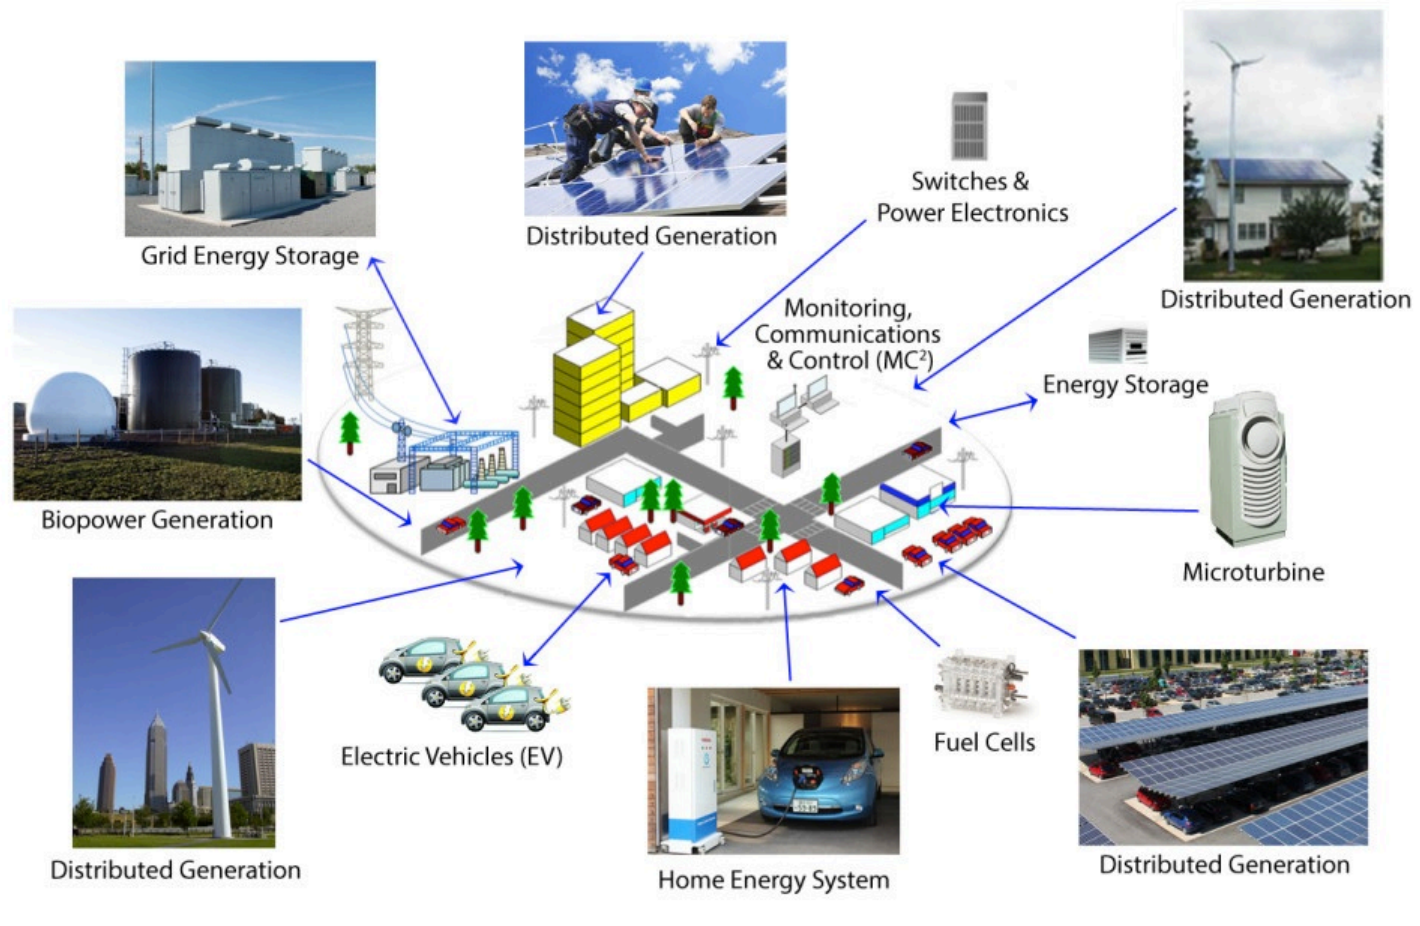 Grid Energy Storage
Distributed Generation
Switches &
Power Electronics
Distributed Generation
Monitoring,
Communications
& Control (MC²)
Energy Storage
Biopower Generation
Microturbine
Electric Vehicles (EV)
Fuel Cells
Distributed Generation
Home Energy System
Distributed Generation